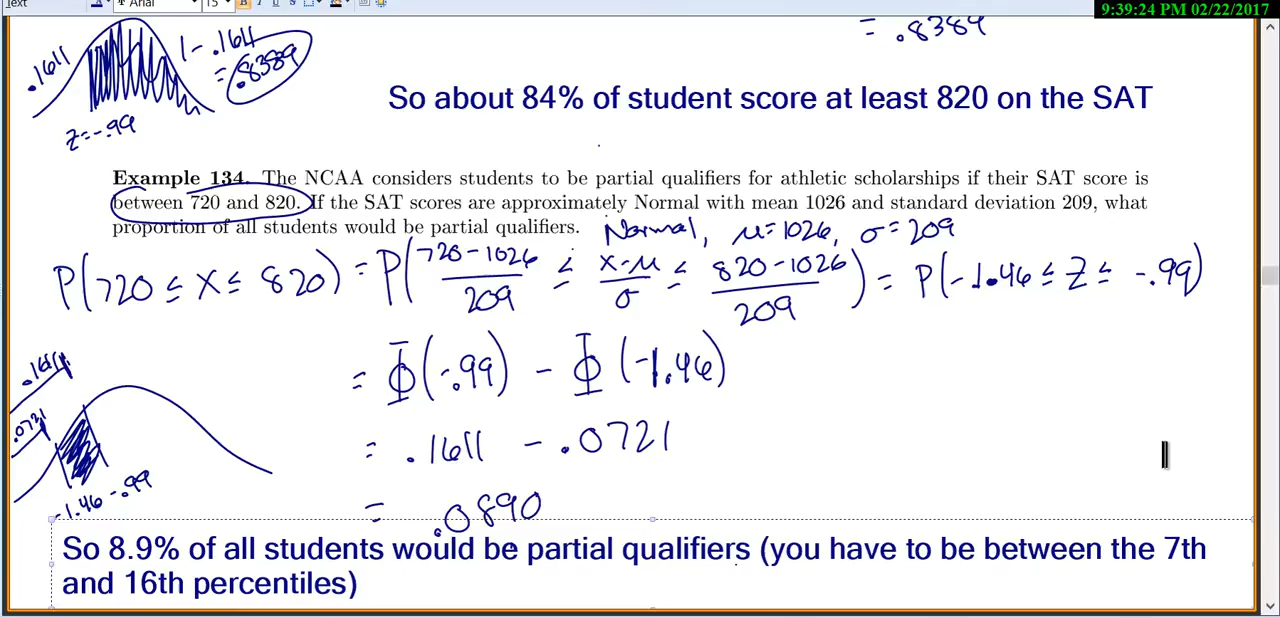 Text
Arial
15
9:39:24 PM 02/22/2017
= .8389
.1611
1 - .1611
= .8389
z = -.99
So about 84% of student score at least 820 on the SAT
Example 134. The NCAA considers students to be partial qualifiers for athletic scholarships if their SAT score is
between 720 and 820. If the SAT scores are approximately Normal with mean 1026 and standard deviation 209, what
proportion of all students would be partial qualifiers.
Normal, μ=1026, σ=209
P(720 ≤ X ≤ 820) = P(720-1026/209 ≤ X-μ/σ ≤ 820-1026/209) = P(-1.46 ≤ Z ≤ -.99)
= Φ(-.99) - Φ(-1.46)
.1611
.0721
= .1611 - .0721
-1.46 -.99
= .0890
So 8.9% of all students would be partial qualifiers (you have to be between the 7th
and 16th percentiles)